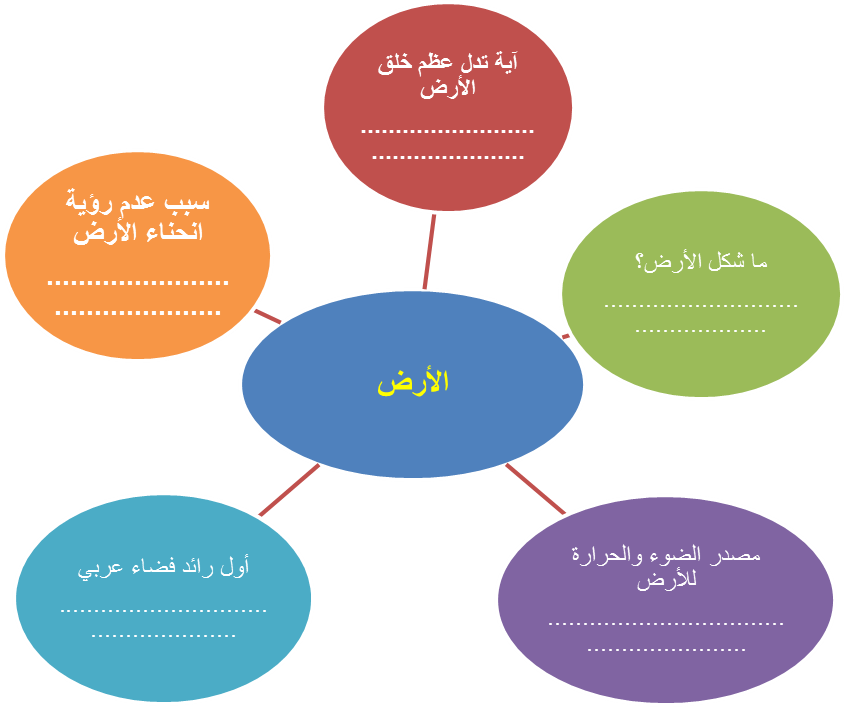 آية تدل عظم خلق
الأرض
.........................
......................
ما شكل الأرض؟
............................
...................
مصدر الضوء والحرارة
للأرض
..................................
.......................
أول رائد فضاء عربي
..............................
.....................
سبب عدم رؤية
انحناء الأرض
.......................
.....................
الأرض